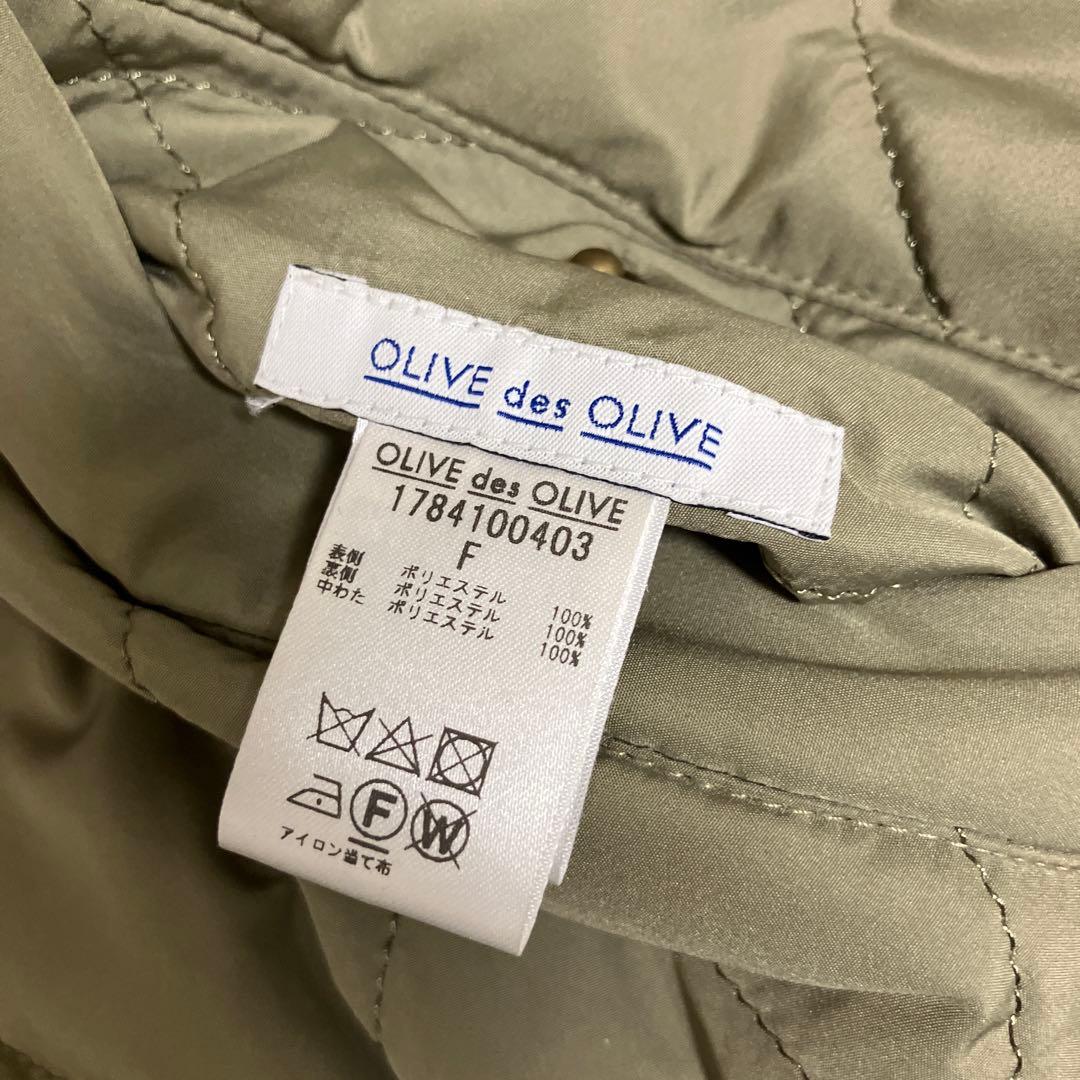 OLIVE des OLIVE
OLIVE des OLIVE
1784100403
F
表側 ポリエステル 100%
裏側 ポリエステル 100%
中わた ポリエステル 100%
F W
アイロン当て布